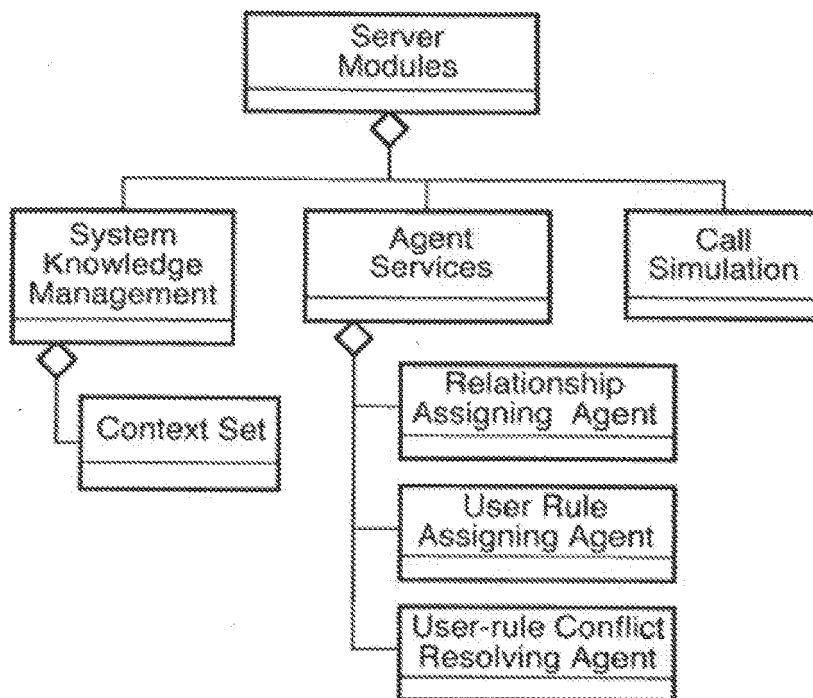 Server
Modules
System
Knowledge
Management
Agent
Services
Call
Simulation
Context Set
Relationship
Assigning Agent
User Rule
Assigning Agent
User-rule Conflict
Resolving Agent